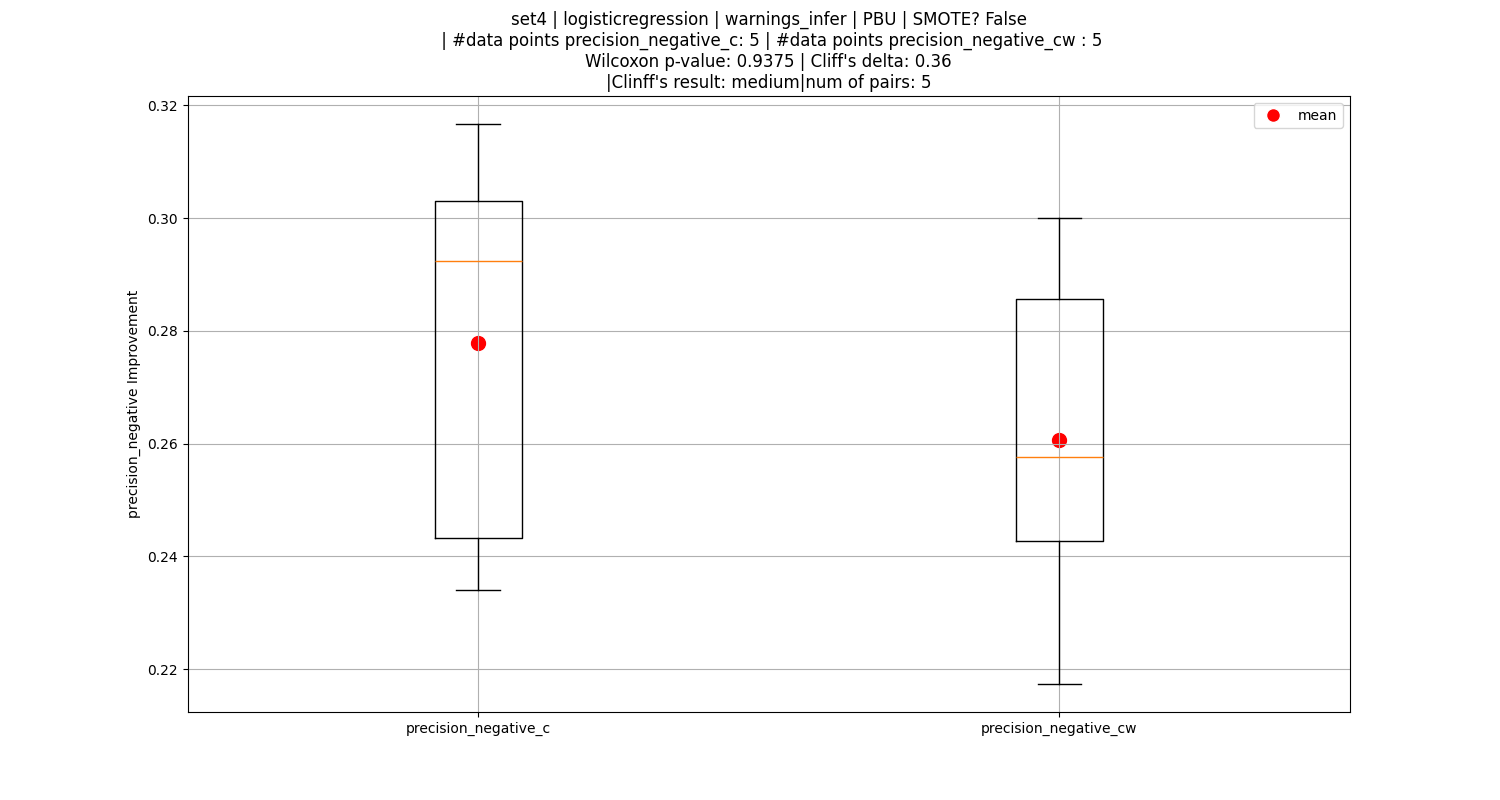 set4 | logisticregression | warnings_infer | PBU | SMOTE? False
| #data points precision_negative_c: 5 | #data points precision_negative_cw : 5
Wilcoxon p-value: 0.9375 | Cliff's delta: 0.36
|Clinff's result: medium|num of pairs: 5
mean
0.32
0.30
0.28
0.26
0.24
0.22
precision_negative Improvement
precision_negative_c
precision_negative_cw